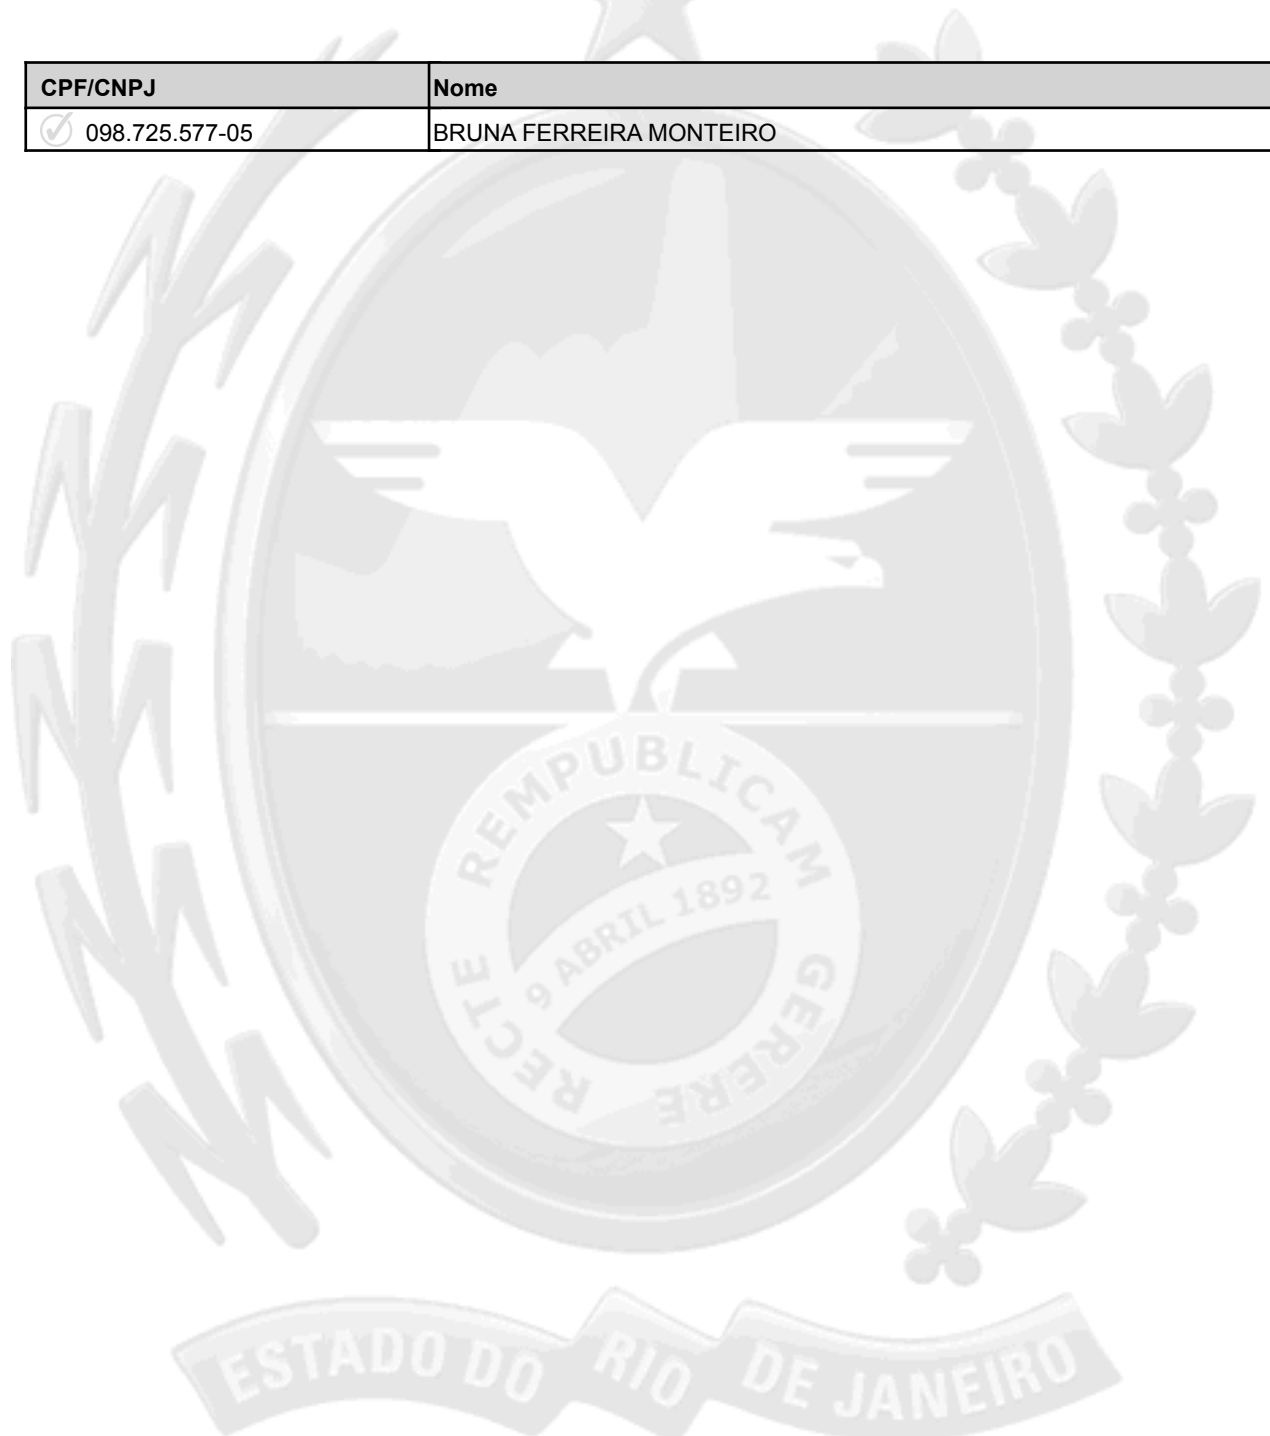 CPF/CNPJ Nome
098.725.577-05 BRUNA FERREIRA MONTEIRO
REMPUBLICAM
9 ABRIL 1892
RECTE GERERE
ESTADO DO RIO DE JANEIRO